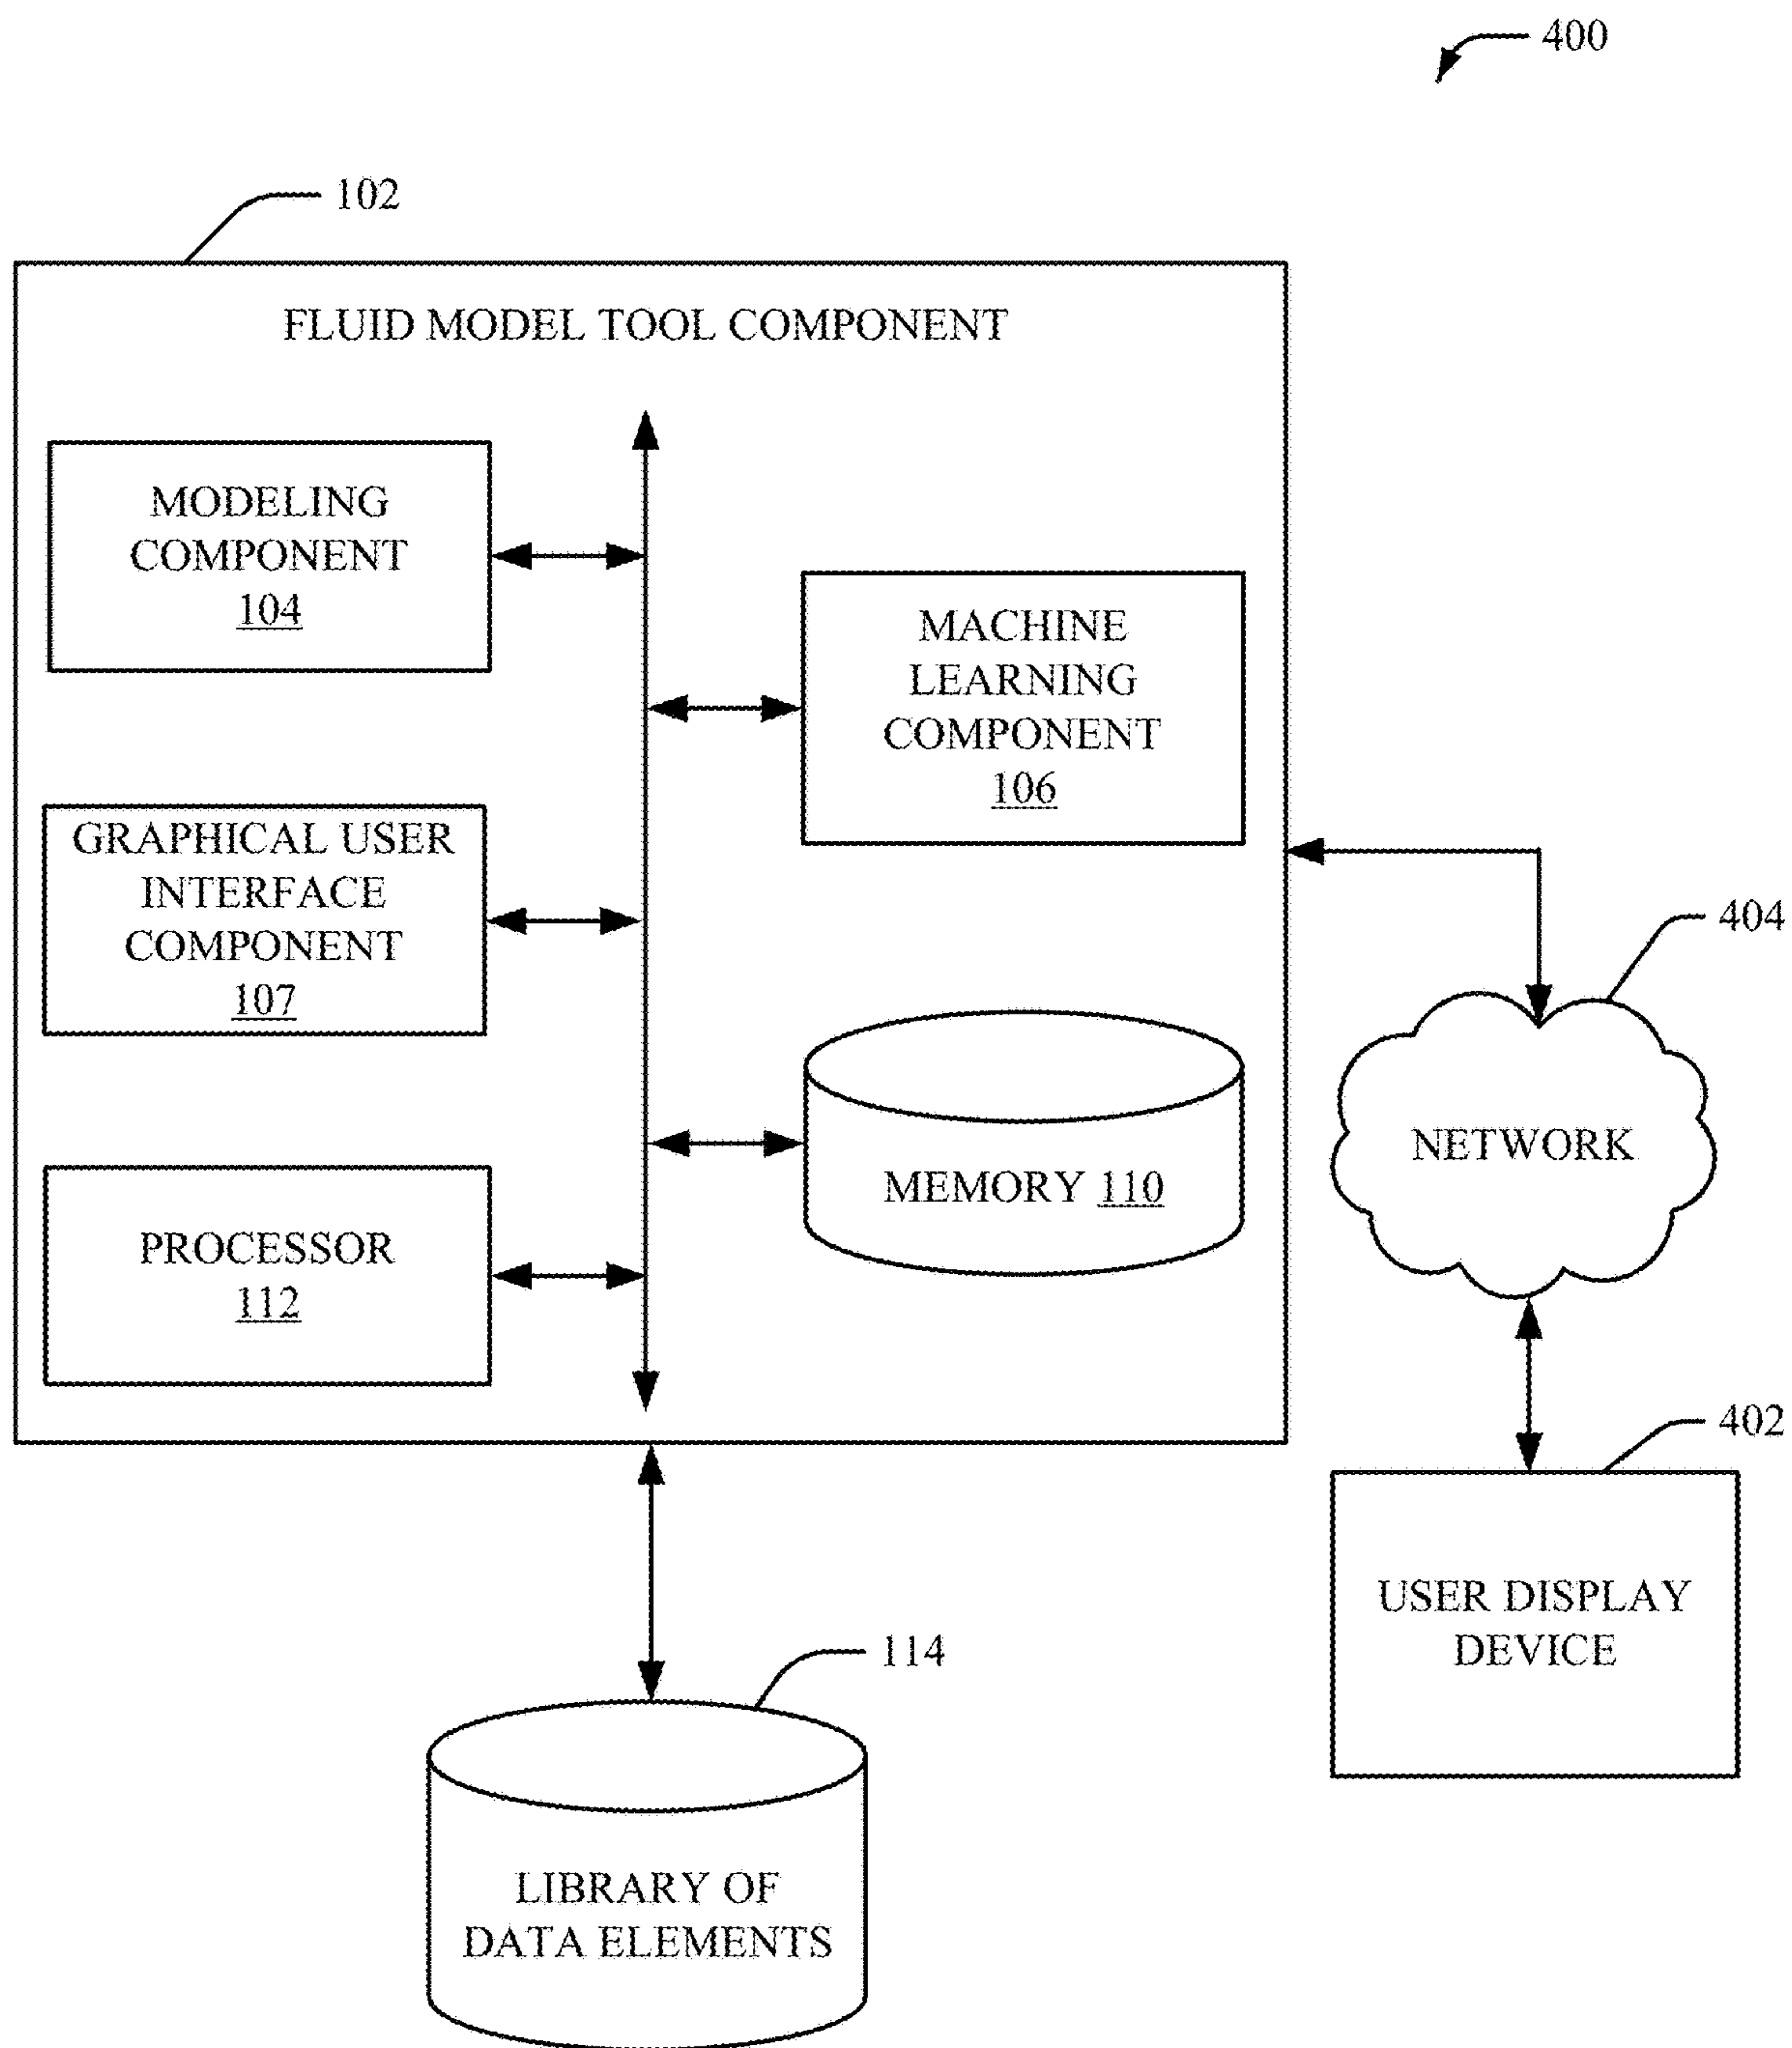 400
102
FLUID MODEL TOOL COMPONENT
MODELING
COMPONENT
104
MACHINE
LEARNING
COMPONENT
106
GRAPHICAL USER
INTERFACE
COMPONENT
107
404
NETWORK
MEMORY 110
PROCESSOR
112
402
USER DISPLAY
DEVICE
114
LIBRARY OF
DATA ELEMENTS